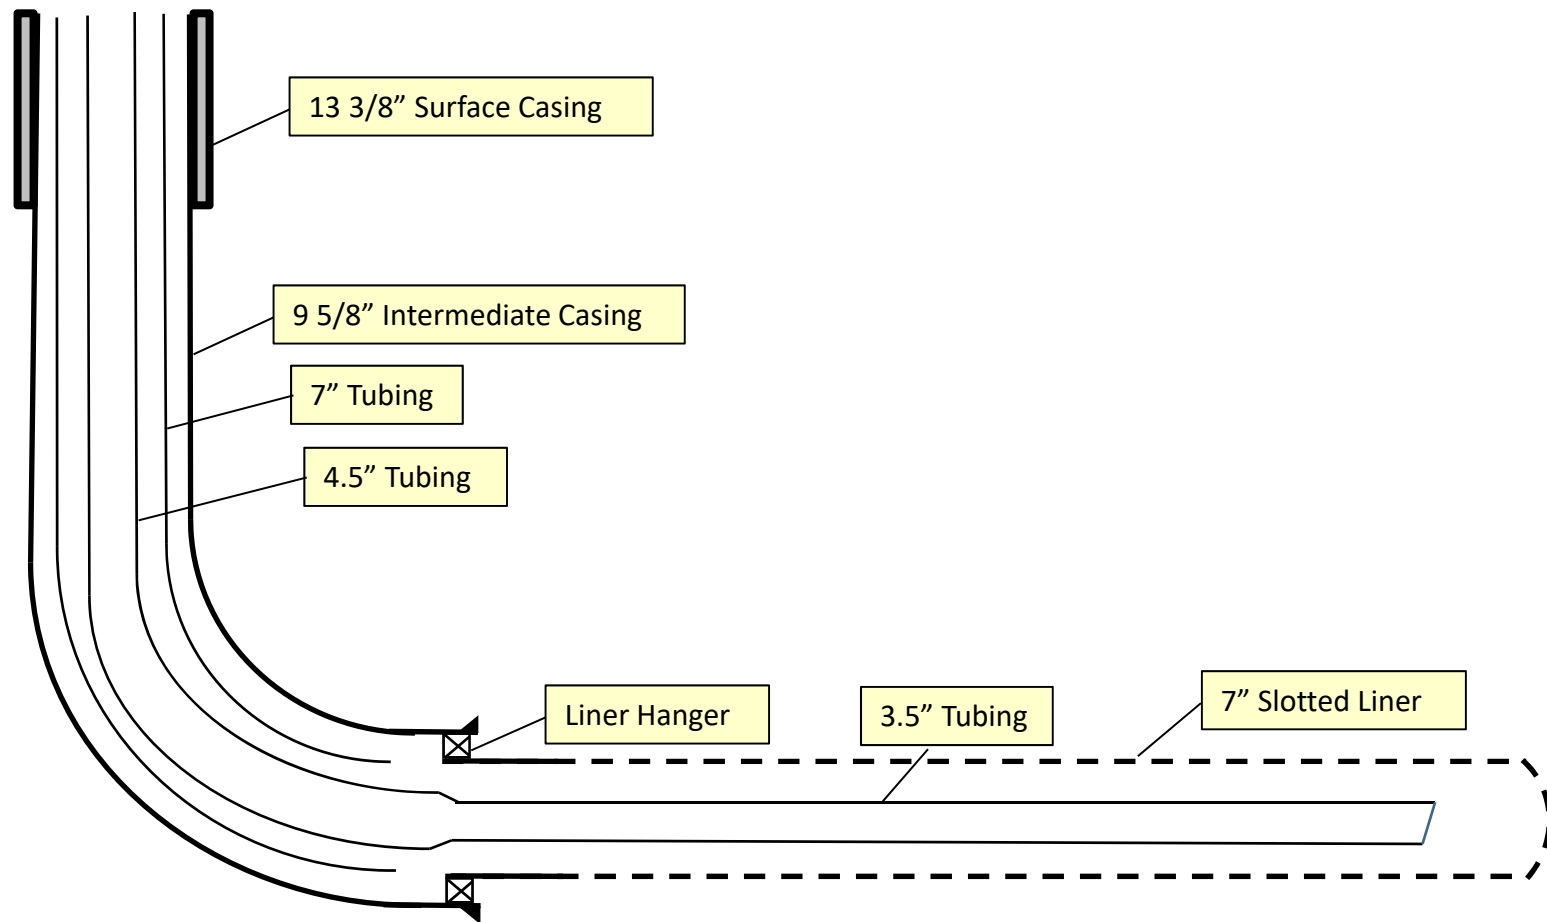 13 3/8” Surface Casing
9 5/8” Intermediate Casing
7” Tubing
4.5” Tubing
Liner Hanger
3.5” Tubing
7” Slotted Liner